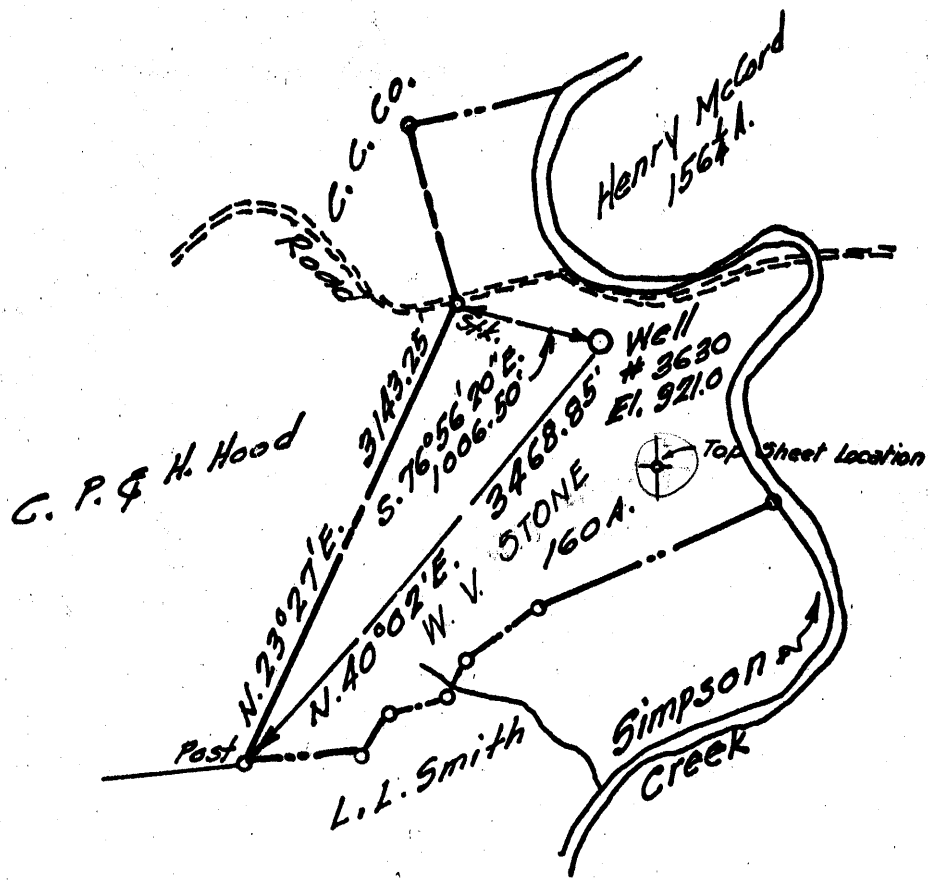 C. C. CO.
Henry McCord
156¼ A.
Road
Stk.
Well
# 3630
El. 921.0
3143.25'
S. 76°56'20"E.
1006.50'
3468.85'
Top Sheet Location
C. P. & H. Hood
W. V. STONE
160 A.
N. 23°27'E.
N. 40°02'E.
Post
L. L. Smith
Simpson
Creek